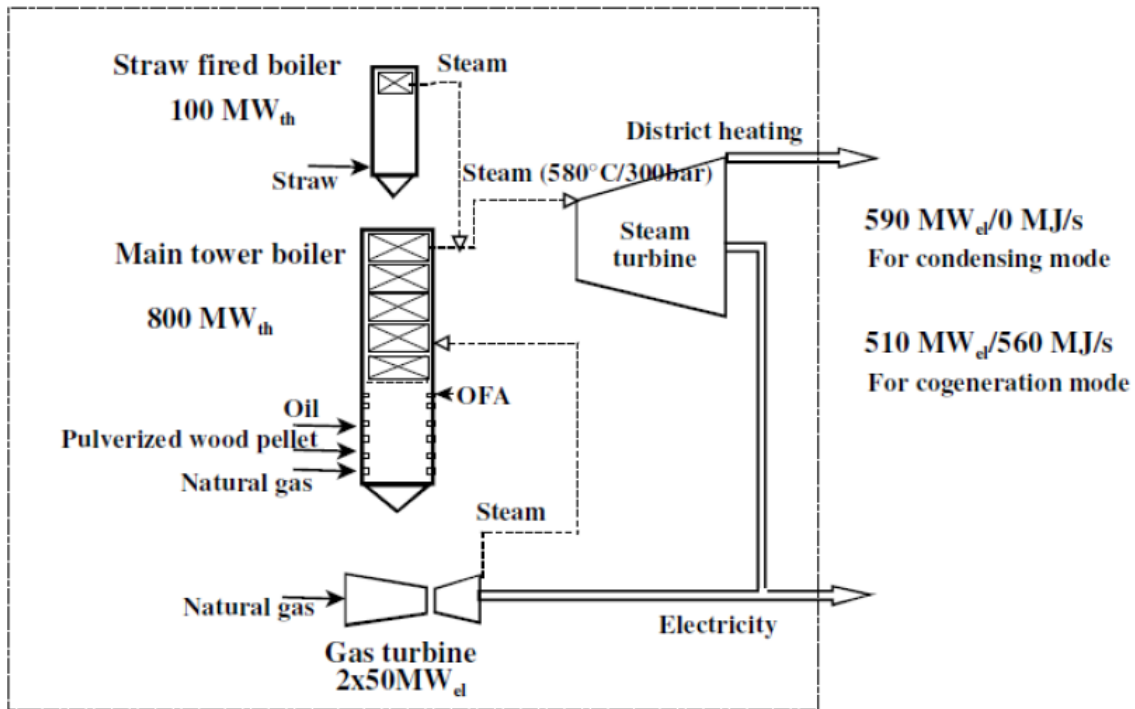 Straw fired boiler
100 MWth
Steam
Straw
District heating
Steam (580°C/300bar)
Steam
turbine
590 MWel/0 MJ/s
For condensing mode
510 MWel/560 MJ/s
For cogeneration mode
Main tower boiler
800 MWth
OFA
Oil
Pulverized wood pellet
Natural gas
Steam
Natural gas
Gas turbine
2x50MWel
Electricity